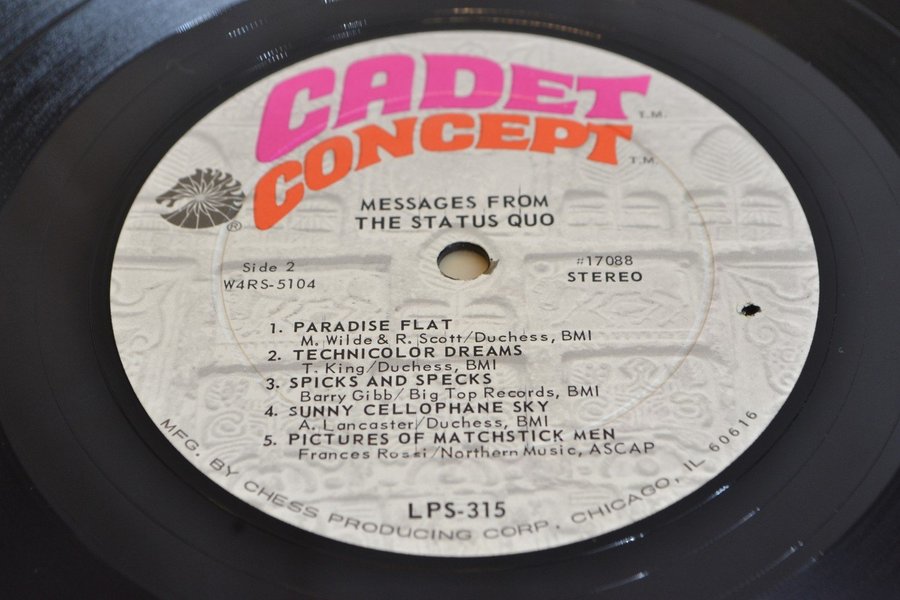 CADET T.M.
CONCEPT T.M.
®
MESSAGES FROM
THE STATUS QUO
Side 2
W4RS-5104
#17088
STEREO
1. PARADISE FLAT
M. Wilde & R. Scott/Duchess, BMI
2. TECHNICOLOR DREAMS
T. King/Duchess, BMI
3. SPICKS AND SPECKS
Barry Gibb/Big Top Records, BMI
4. SUNNY CELLOPHANE SKY
A. Lancaster/Duchess, BMI
5. PICTURES OF MATCHSTICK MEN
Frances Rossi/Northern Music, ASCAP
LPS-315
MFG. BY CHESS PRODUCING CORP., CHICAGO, IL 60616